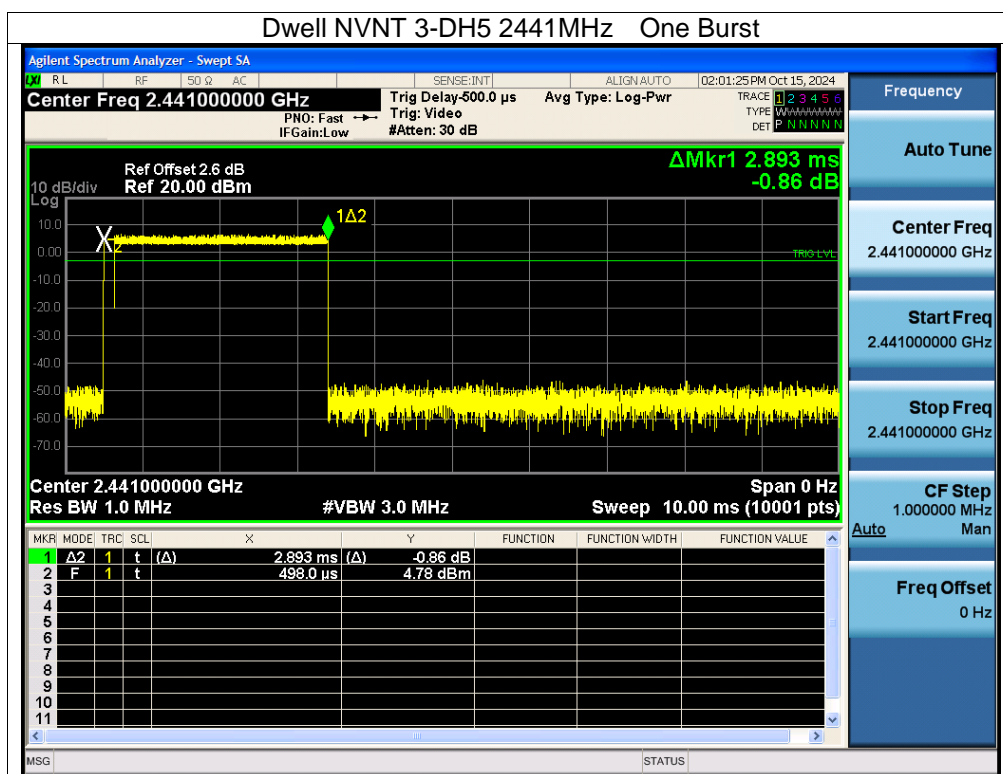 Dwell NVNT 3-DH5 2441MHz One Burst
Agilent Spectrum Analyzer - Swept SA
LXI RL RF 50 Ω AC SENSE:INT ALIGN AUTO 02:01:25 PM Oct 15, 2024
Center Freq 2.441000000 GHz
PNO: Fast
IFGain:Low
Trig Delay-500.0 µs
Trig: Video
#Atten: 30 dB
Avg Type: Log-Pwr
TRACE 1 2 3 4 5 6
TYPE WWWWWW
DET P N N N N N
Ref Offset 2.6 dB
Ref 20.00 dBm
10 dB/div
Log
ΔMkr1 2.893 ms
-0.86 dB
10.0
0.00
-10.0
-20.0
-30.0
-40.0
-50.0
-60.0
-70.0
2
1Δ2
TRIG LVL
Center 2.441000000 GHz Span 0 Hz
Res BW 1.0 MHz #VBW 3.0 MHz Sweep 10.00 ms (10001 pts)
MKR MODE TRC SCL X Y FUNCTION FUNCTION WIDTH FUNCTION VALUE
1 Δ2 1 t (Δ) 2.893 ms (Δ) -0.86 dB
2 F 1 t 498.0 µs 4.78 dBm
3
4
5
6
7
8
9
10
11
MSG STATUS
Frequency
Auto Tune
Center Freq
2.441000000 GHz
Start Freq
2.441000000 GHz
Stop Freq
2.441000000 GHz
CF Step
1.000000 MHz
Auto Man
Freq Offset
0 Hz